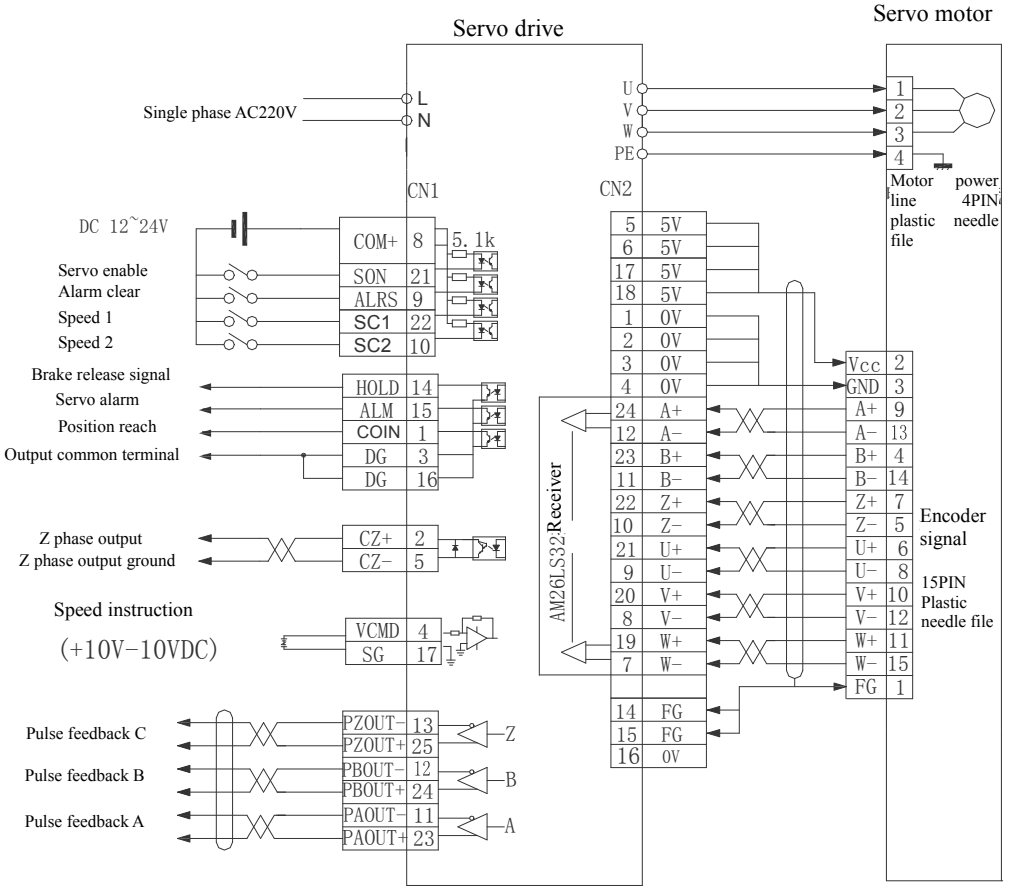 Servo motor
Servo drive
Single phase AC220V
L
N
U
V
W
PE
1
2
3
4
Motor power
line 4PIN
plastic needle
file
CN1
CN2
DC 12~24V
COM+ 8 5.1k
Servo enable SON 21
Alarm clear ALRS 9
Speed 1 SC1 22
Speed 2 SC2 10
Brake release signal HOLD 14
Servo alarm ALM 15
Position reach COIN 1
Output common terminal DG 3
DG 16
Z phase output CZ+ 2
Z phase output ground CZ- 5
Speed instruction
(+10V-10VDC)
VCMD 4
SG 17
Pulse feedback C
PZOUT- 13
PZOUT+ 25
Z
Pulse feedback B
PBOUT- 12
PBOUT+ 24
B
Pulse feedback A
PAOUT- 11
PAOUT+ 23
A
5 5V
6 5V
17 5V
18 5V
1 0V
2 0V
3 0V
4 0V
24 A+
12 A-
23 B+
11 B-
22 Z+
10 Z-
21 U+
9 U-
20 V+
8 V-
19 W+
7 W-
14 FG
15 FG
16 0V
AM26LS32 Receiver
Vcc 2
GND 3
A+ 9
A- 13
B+ 4
B- 14
Z+ 7
Z- 5
U+ 6
U- 8
V+ 10
V- 12
W+ 11
W- 15
FG 1
Encoder
signal
15PIN
Plastic
needle file